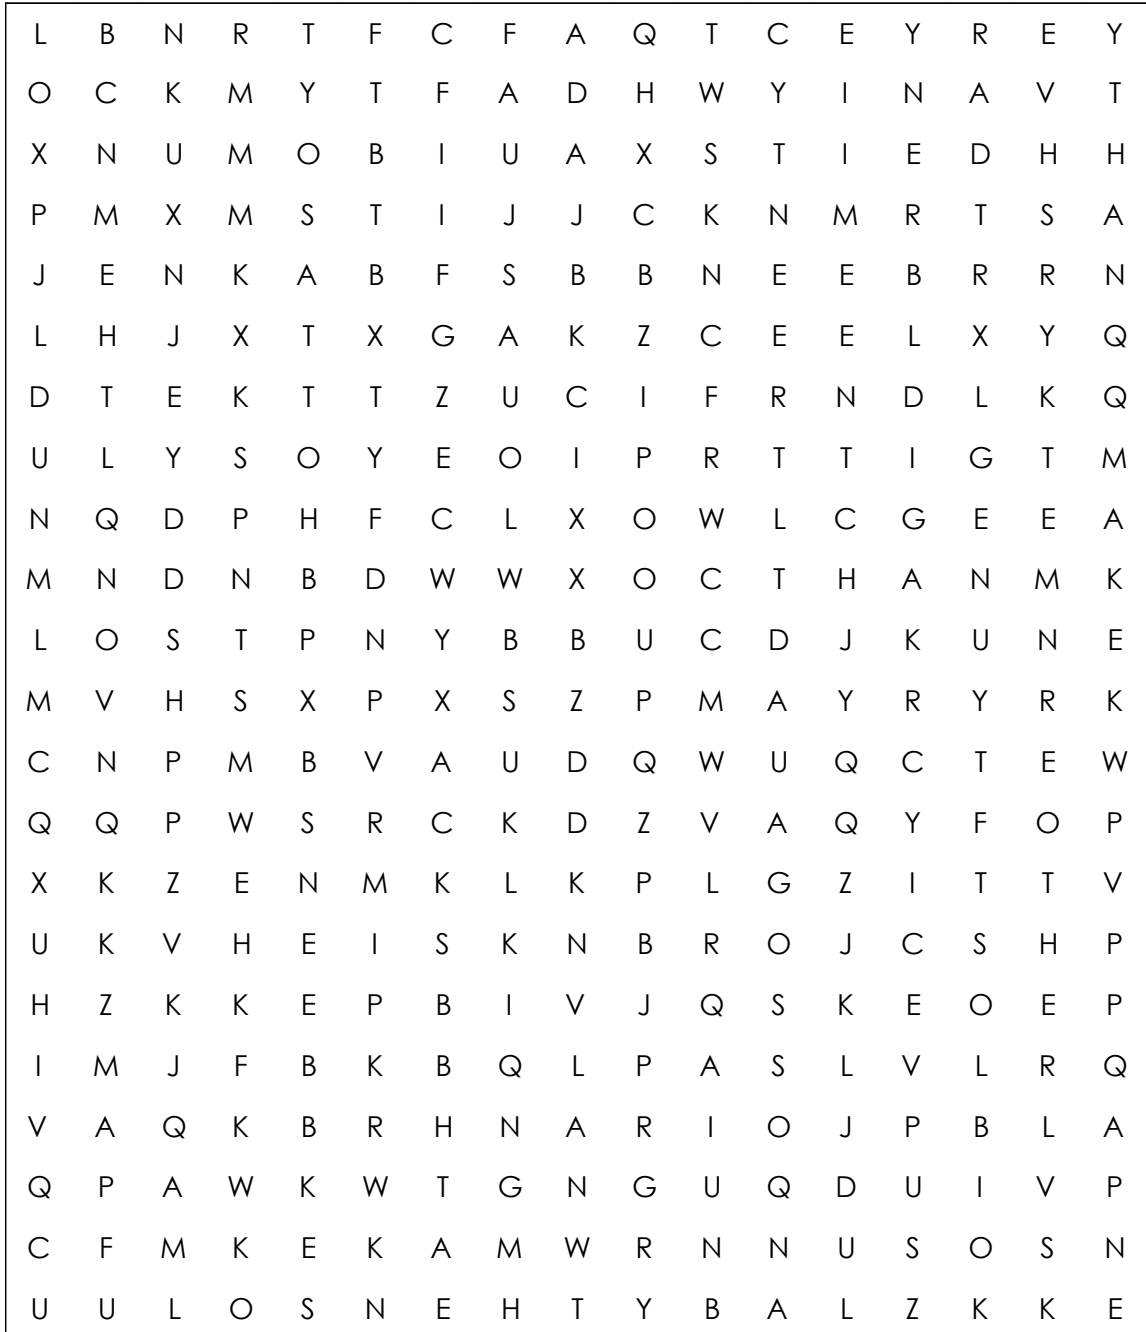 L B N R T F C F A Q T C E Y R E Y
O C K M Y T F A D H W Y I N A V T
X N U M O B I U A X S T I E D H H
P M X M S T I J J C K N M R T S A
J E N K A B F S B B N E E B R R N
L H J X T X G A K Z C E E L X Y Q
D T E K T T Z U C I F R N D L K Q
U L Y S O Y E O I P R T T I G T M
N Q D P H F C L X O W L C G E E A
M N D N B D W W X O C T H A N M K
L O S T P N Y B B U C D J K U N E
M V H S X P X S Z P M A Y R Y R K
C N P M B V A U D Q W U Q C T E W
Q Q P W S R C K D Z V A Q Y F O P
X K Z E N M K L K P L G Z I T T V
U K V H E I S K N B R O J C S H P
H Z K K E P B I V J Q S K E O E P
I M J F B K B Q L P A S L V L R Q
V A Q K B R H N A R I O J P B L A
Q P A W K W T G N G U Q D U I V P
C F M K E K A M W R N N U S O S N
U U L O S N E H T Y B A L Z K K E